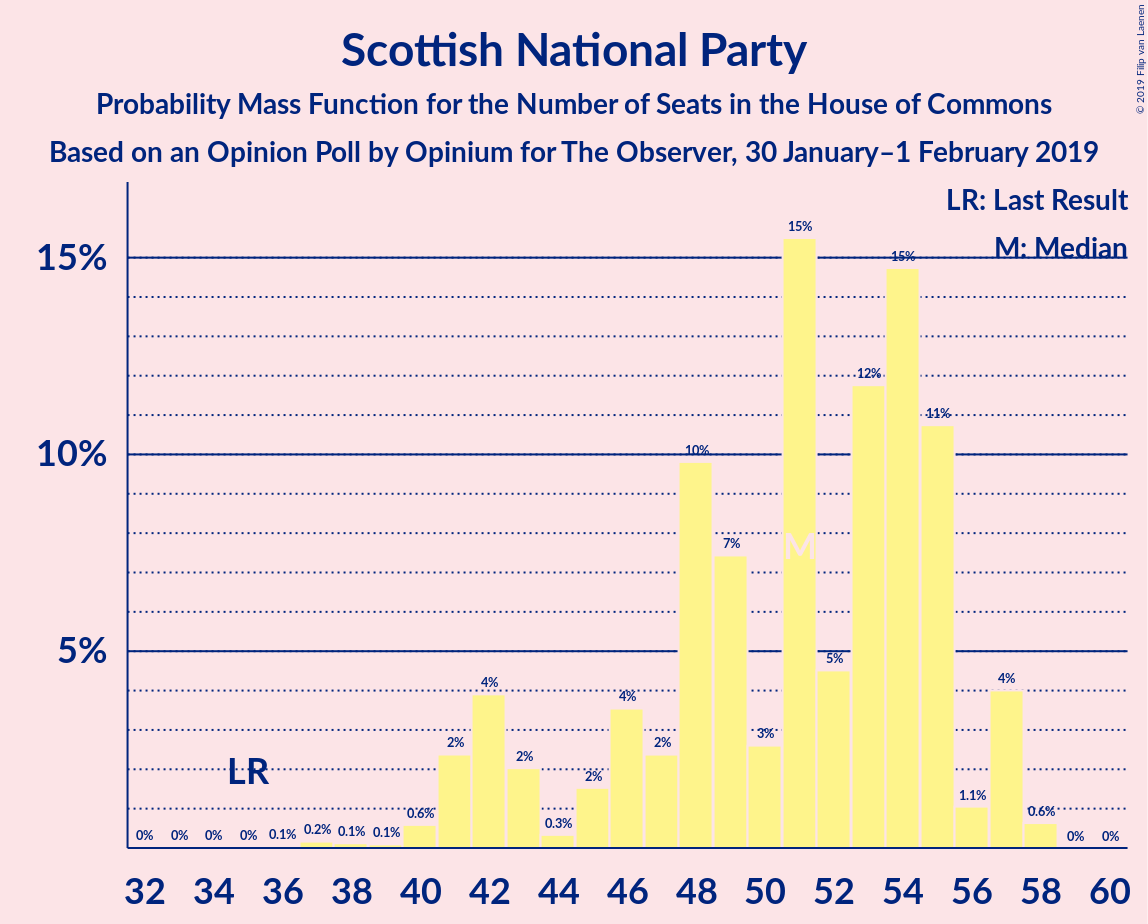 © 2019 Filip van Laenen
Scottish National Party
Probability Mass Function for the Number of Seats in the House of Commons
Based on an Opinion Poll by Opinium for The Observer, 30 January–1 February 2019
LR: Last Result
M: Median
15%
10%
5%
0% 0% 0% 0% 0.1% 0.2% 0.1% 0.1% 0.6% 2% 4% 2% 0.3% 2% 4% 2% 10% 7% 3% 15% 5% 12% 15% 11% 1.1% 4% 0.6% 0% 0%
M
LR
32 34 36 38 40 42 44 46 48 50 52 54 56 58 60